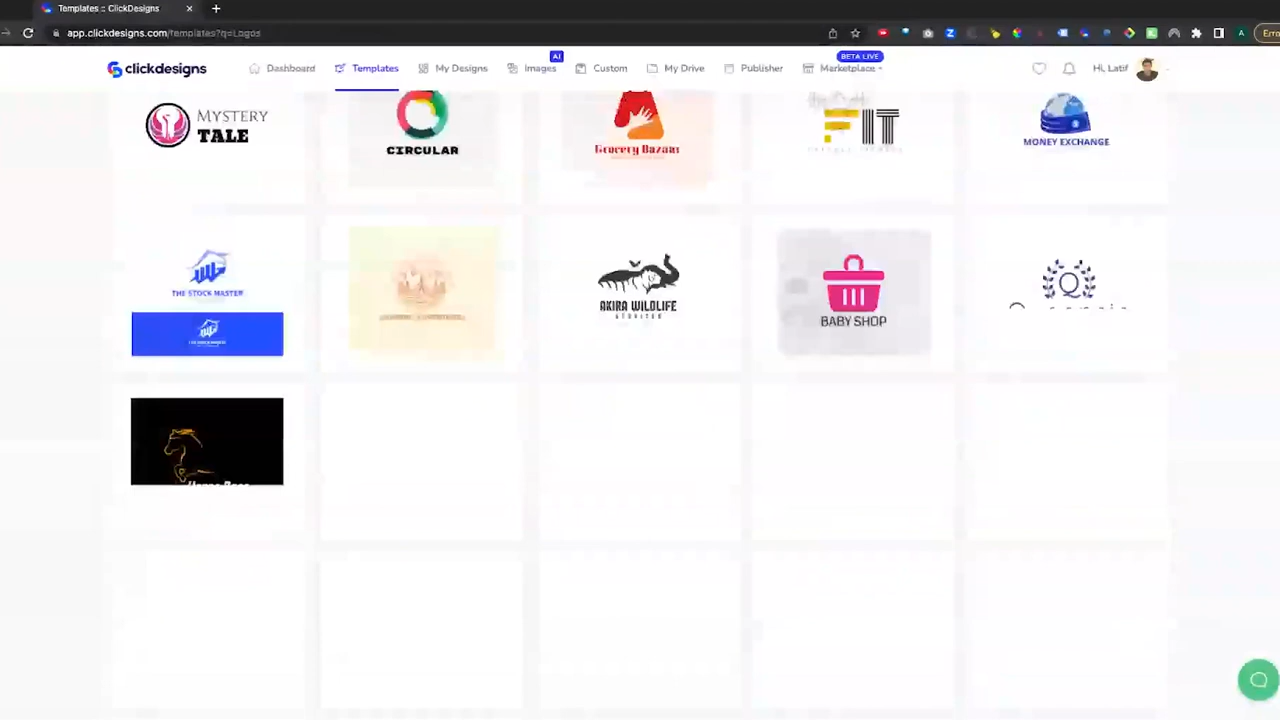 Templates :: ClickDesigns
app.clickdesigns.com/templates?q=Logos
Erro
clickdesigns
Dashboard
Templates
My Designs
AI
Images
Custom
My Drive
Publisher
BETA LIVE
Marketplace
Hi, Latif
MYSTERY
TALE
CIRCULAR
Grocery Bazaar
FIT
MONEY EXCHANGE
THE STOCK MASTER
AKIRA WILDLIFE
BABY SHOP
Q